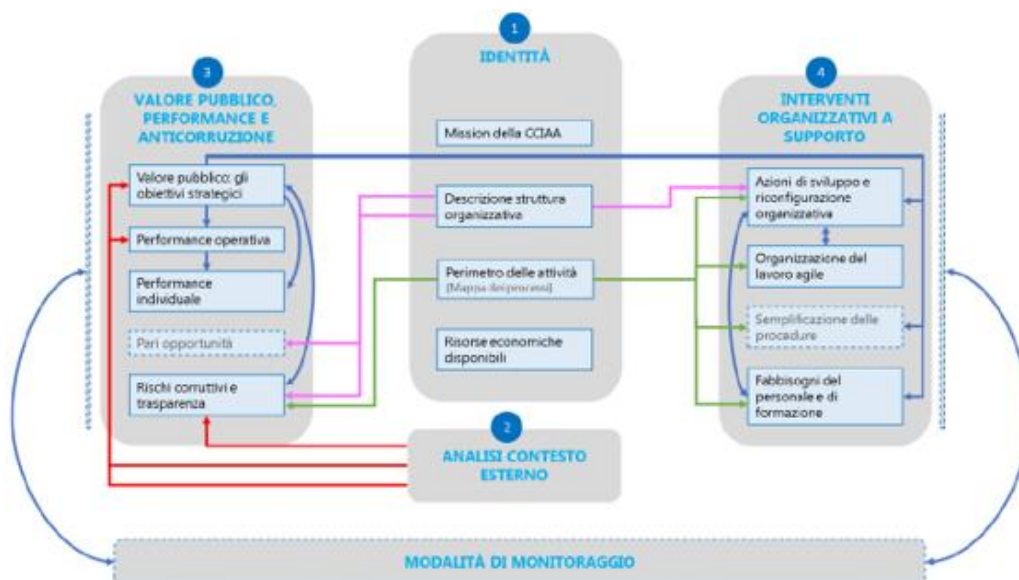 1
IDENTITÀ
Mission della CCIAA
Descrizione struttura
organizzativa
Perimetro delle attività
(Mappa dei processi)
Risorse economiche
disponibili
2
ANALISI CONTESTO
ESTERNO
3
VALORE PUBBLICO,
PERFORMANCE E
ANTICORRUZIONE
Valore pubblico: gli
obiettivi strategici
Performance operativa
Performance
individuale
Pari opportunità
Rischi corruttivi e
trasparenza
4
INTERVENTI
ORGANIZZATIVI A
SUPPORTO
Azioni di sviluppo e
riconfigurazione
organizzativa
Organizzazione del
lavoro agile
Semplificazione delle
procedure
Fabbisogni del
personale e di
formazione
MODALITÀ DI MONITORAGGIO